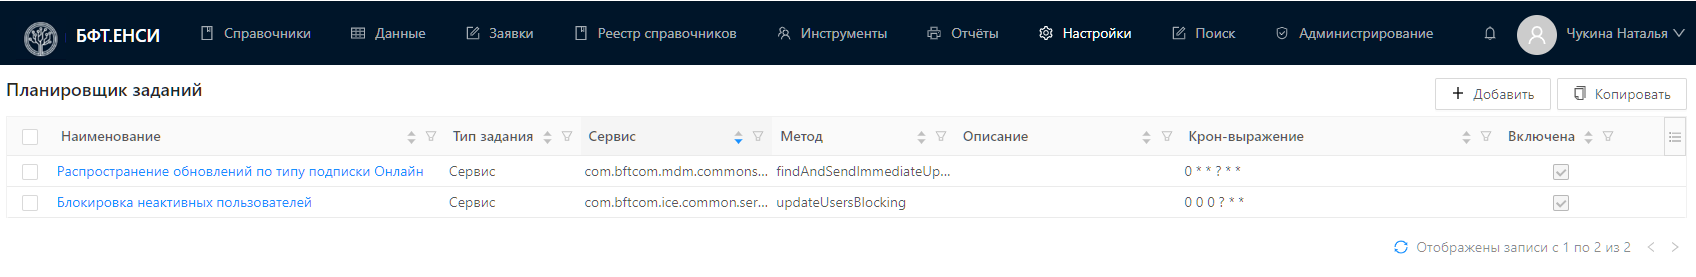 БФТ.ЕНСИ Справочники Данные Заявки Реестр справочников Инструменты Отчёты Настройки Поиск Администрирование Чукина Наталья
Планировщик заданий
Добавить Копировать
Наименование Тип задания Сервис Метод Описание Крон-выражение Включена
Распространение обновлений по типу подписки Онлайн Сервис com.bftcom.mdm.commons... findAndSendImmediateUp... 0 * * ? * *
Блокировка неактивных пользователей Сервис com.bftcom.ice.common.ser... updateUsersBlocking 0 0 0 ? * *
Отображены записи с 1 по 2 из 2